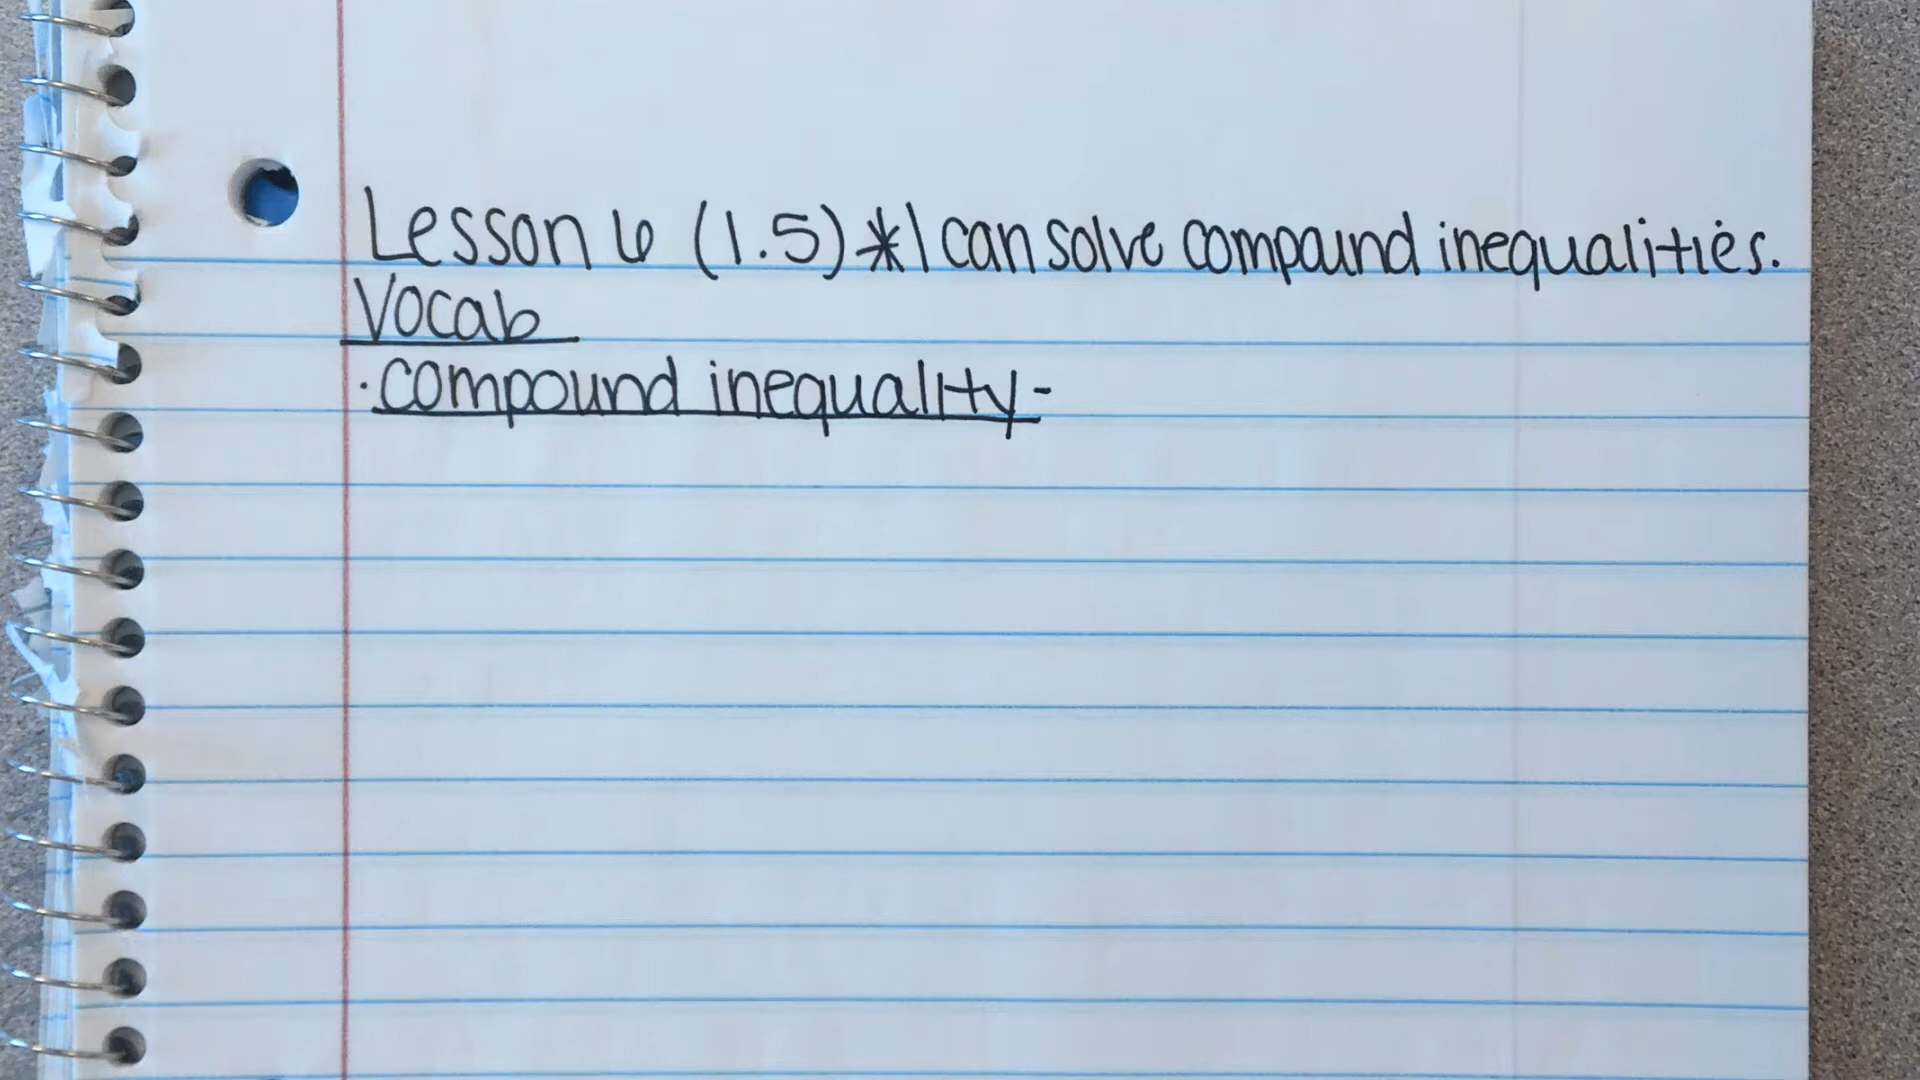 Lesson 6 (1.5) *I can solve compound inequalities.
Vocab
· compound inequality-